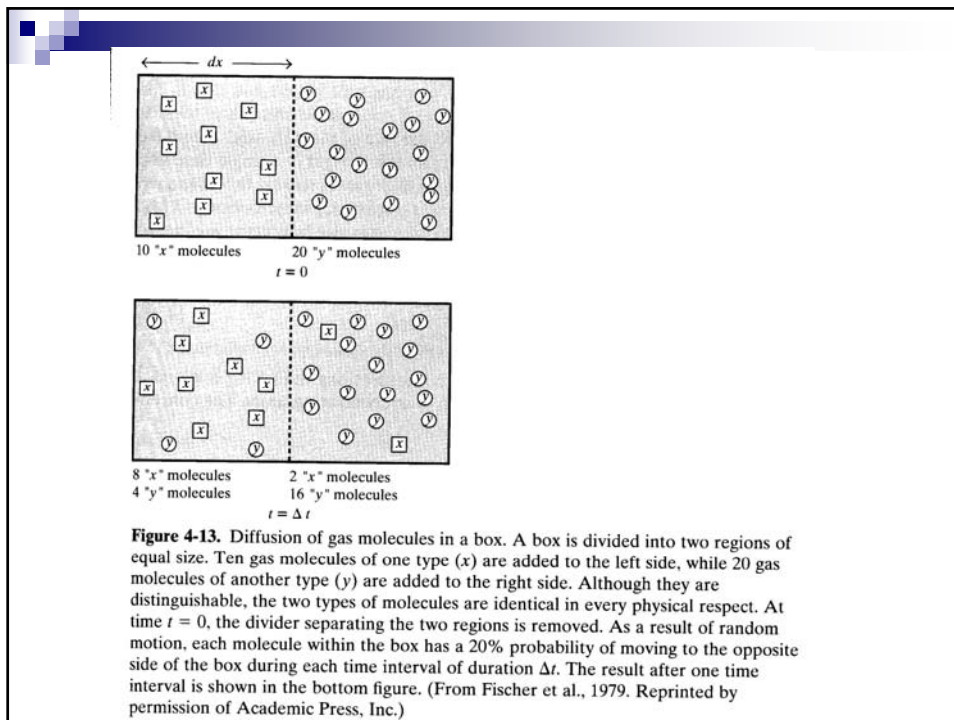 dx
x y y y
x x y y y
x y y
x y y y
x y y
x y y
x x y y y
x y y
10 "x" molecules 20 "y" molecules
t = 0
y x y y y
x y
x y y y
x y
x x x y y
y y y
x y
y y
x y
y y x
8 "x" molecules 2 "x" molecules
4 "y" molecules 16 "y" molecules
t = Δ t
Figure 4-13. Diffusion of gas molecules in a box. A box is divided into two regions of
equal size. Ten gas molecules of one type (x) are added to the left side, while 20 gas
molecules of another type (y) are added to the right side. Although they are
distinguishable, the two types of molecules are identical in every physical respect. At
time t = 0, the divider separating the two regions is removed. As a result of random
motion, each molecule within the box has a 20% probability of moving to the opposite
side of the box during each time interval of duration Δt. The result after one time
interval is shown in the bottom figure. (From Fischer et al., 1979. Reprinted by
permission of Academic Press, Inc.)